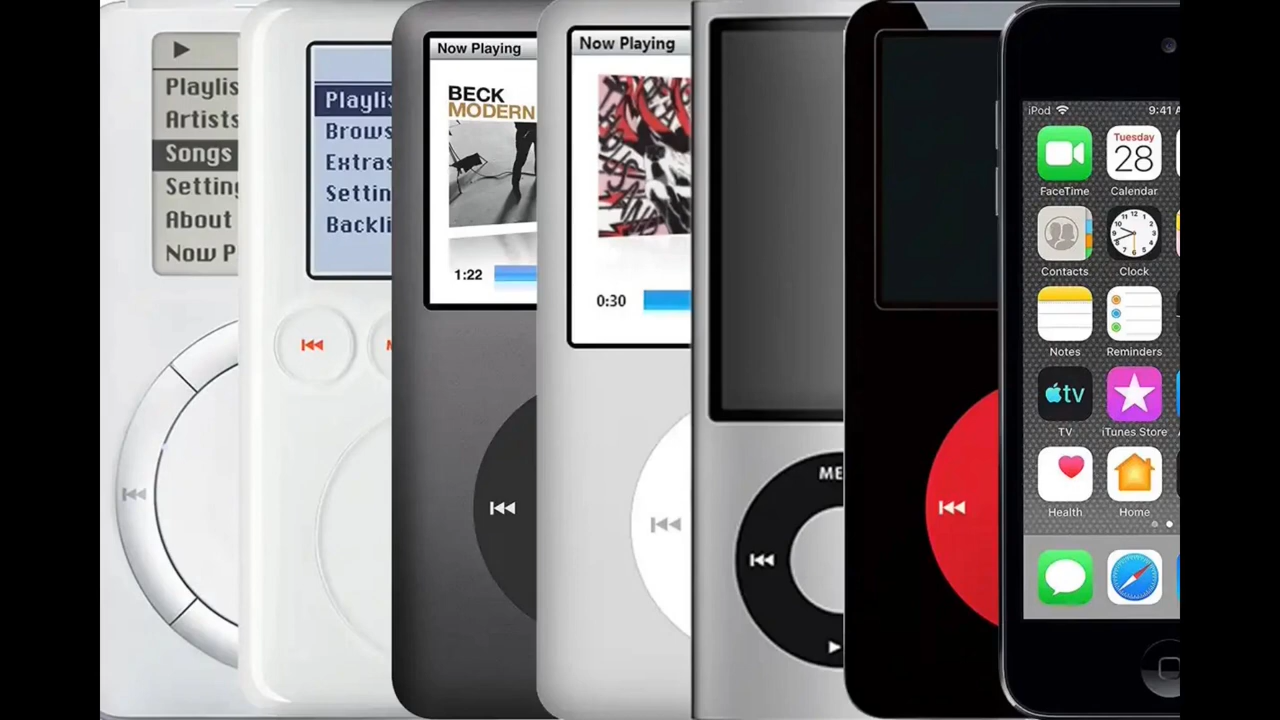 Playlis
Artists
Songs
Setting
About
Now P
Playlis
Brows
Extras
Settin
Backli
Now Playing
BECK
MODERN
1:22
Now Playing
0:30
ME
iPod
9:41 A
FaceTime
Tuesday
28
Calendar
Contacts
12
Clock
Notes
Reminders
tv
TV
iTunes Store
Health
Home